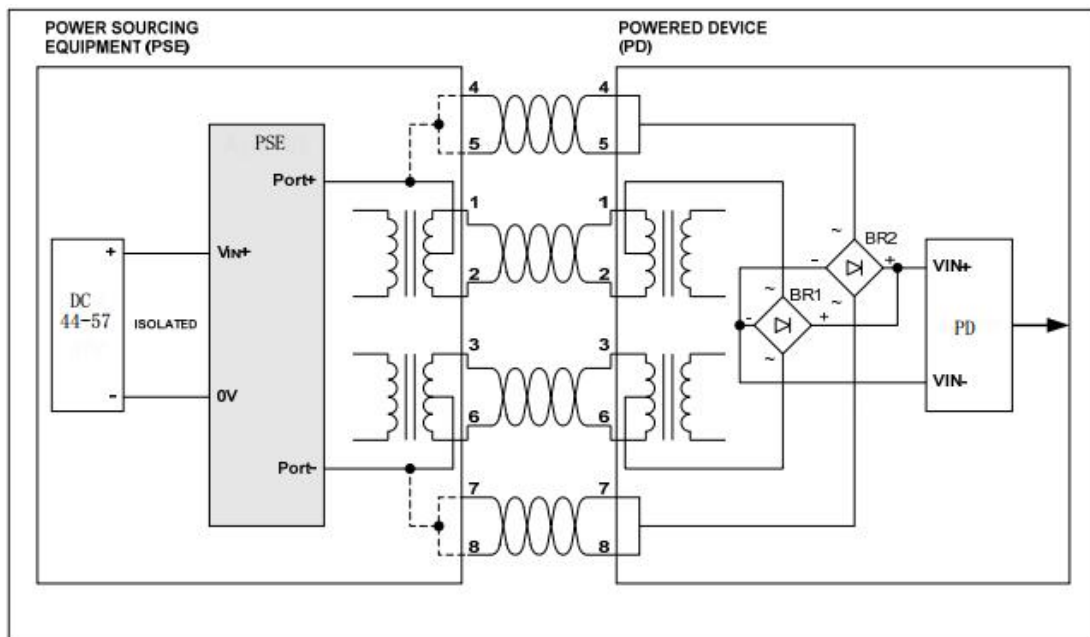 POWER SOURCING
EQUIPMENT (PSE)
POWERED DEVICE
(PD)
4
4
5
5
PSE
Port+
1
1
2
2
+
VIN+
DC
44-57
ISOLATED
-
0V
3
3
6
6
Port-
7
7
8
8
~
BR2
-
+
~
~
BR1
-
+
~
VIN+
PD
VIN-